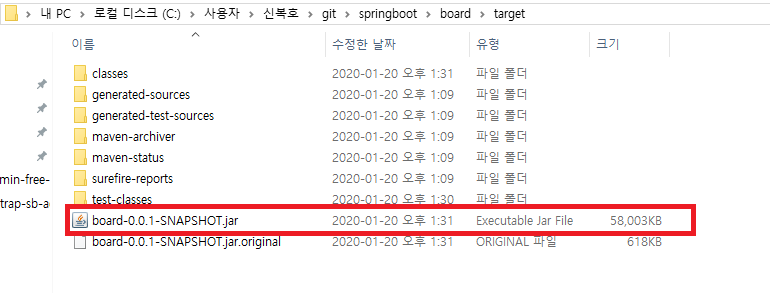 내 PC > 로컬 디스크 (C:) > 사용자 > 신복호 > git > springboot > board > target
이름 수정한 날짜 유형 크기
classes 2020-01-20 오후 1:31 파일 폴더
generated-sources 2020-01-20 오후 1:09 파일 폴더
generated-test-sources 2020-01-20 오후 1:09 파일 폴더
maven-archiver 2020-01-20 오후 1:09 파일 폴더
maven-status 2020-01-20 오후 1:09 파일 폴더
min-free- surefire-reports 2020-01-20 오후 1:09 파일 폴더
trap-sb-a test-classes 2020-01-20 오후 1:30 파일 폴더
board-0.0.1-SNAPSHOT.jar 2020-01-20 오후 1:31 Executable Jar File 58,003KB
board-0.0.1-SNAPSHOT.jar.original 2020-01-20 오후 1:31 ORIGINAL 파일 618KB